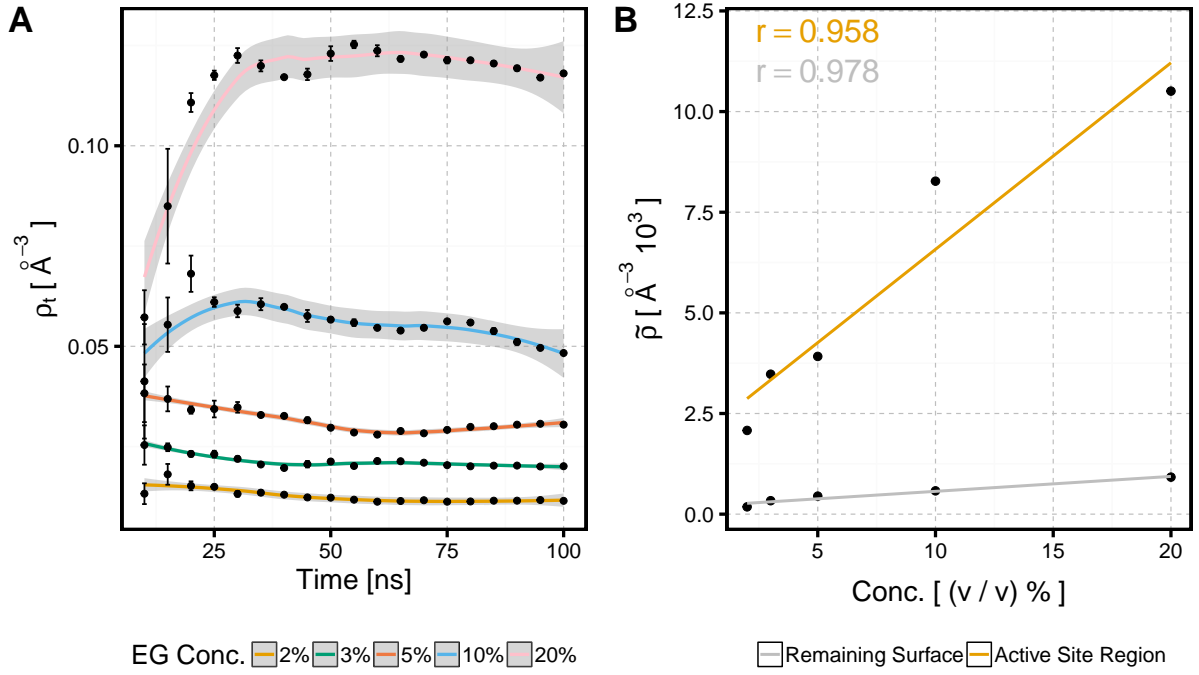 A
0.10
0.05
ρt [ Å−3 ]
25
50
75
100
Time [ns]
EG Conc.
2%
3%
5%
10%
20%
B
r = 0.958
r = 0.978
12.5
10.0
7.5
5.0
2.5
0.0
ρ̃ [ Å−3 103 ]
5
10
15
20
Conc. [ (v / v) % ]
Remaining Surface
Active Site Region